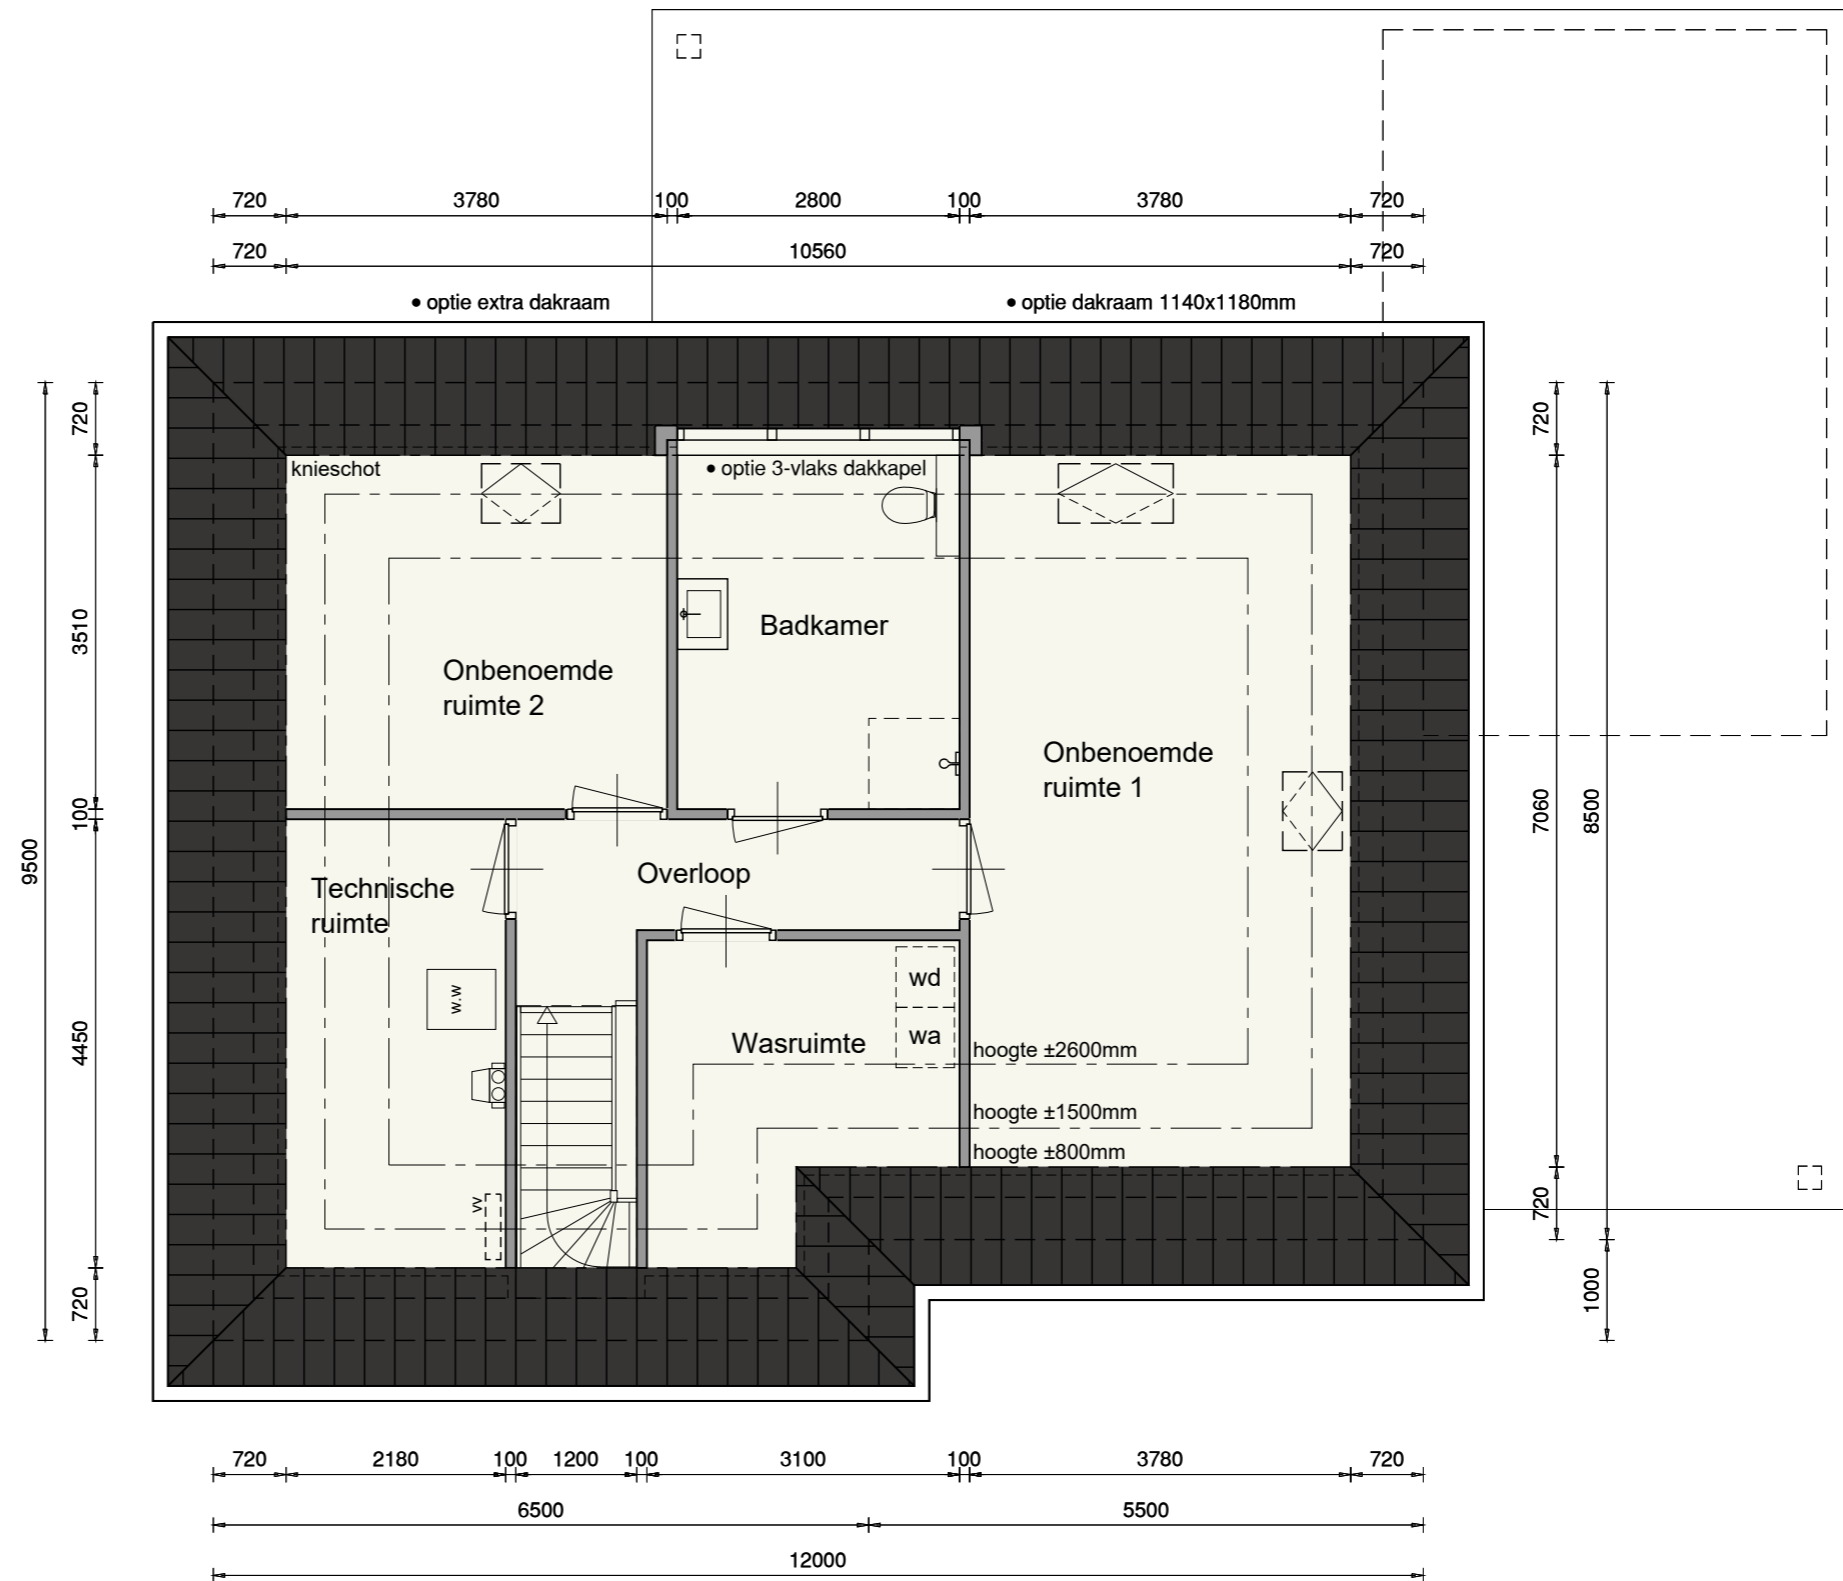 720 3780 100 2800 100 3780 720
720 10560 720
• optie extra dakraam
• optie dakraam 1140x1180mm
knieschot
• optie 3-vlaks dakkapel
Badkamer
Onbenoemde
ruimte 2
Onbenoemde
ruimte 1
Overloop
Technische
ruimte
w.w
wd
wa
Wasruimte
hoogte ±2600mm
hoogte ±1500mm
hoogte ±800mm
vv
720
3510
100
4450
720
9500
720
7060
720
8500
1000
720 2180 100 1200 100 3100 100 3780 720
6500 5500
12000